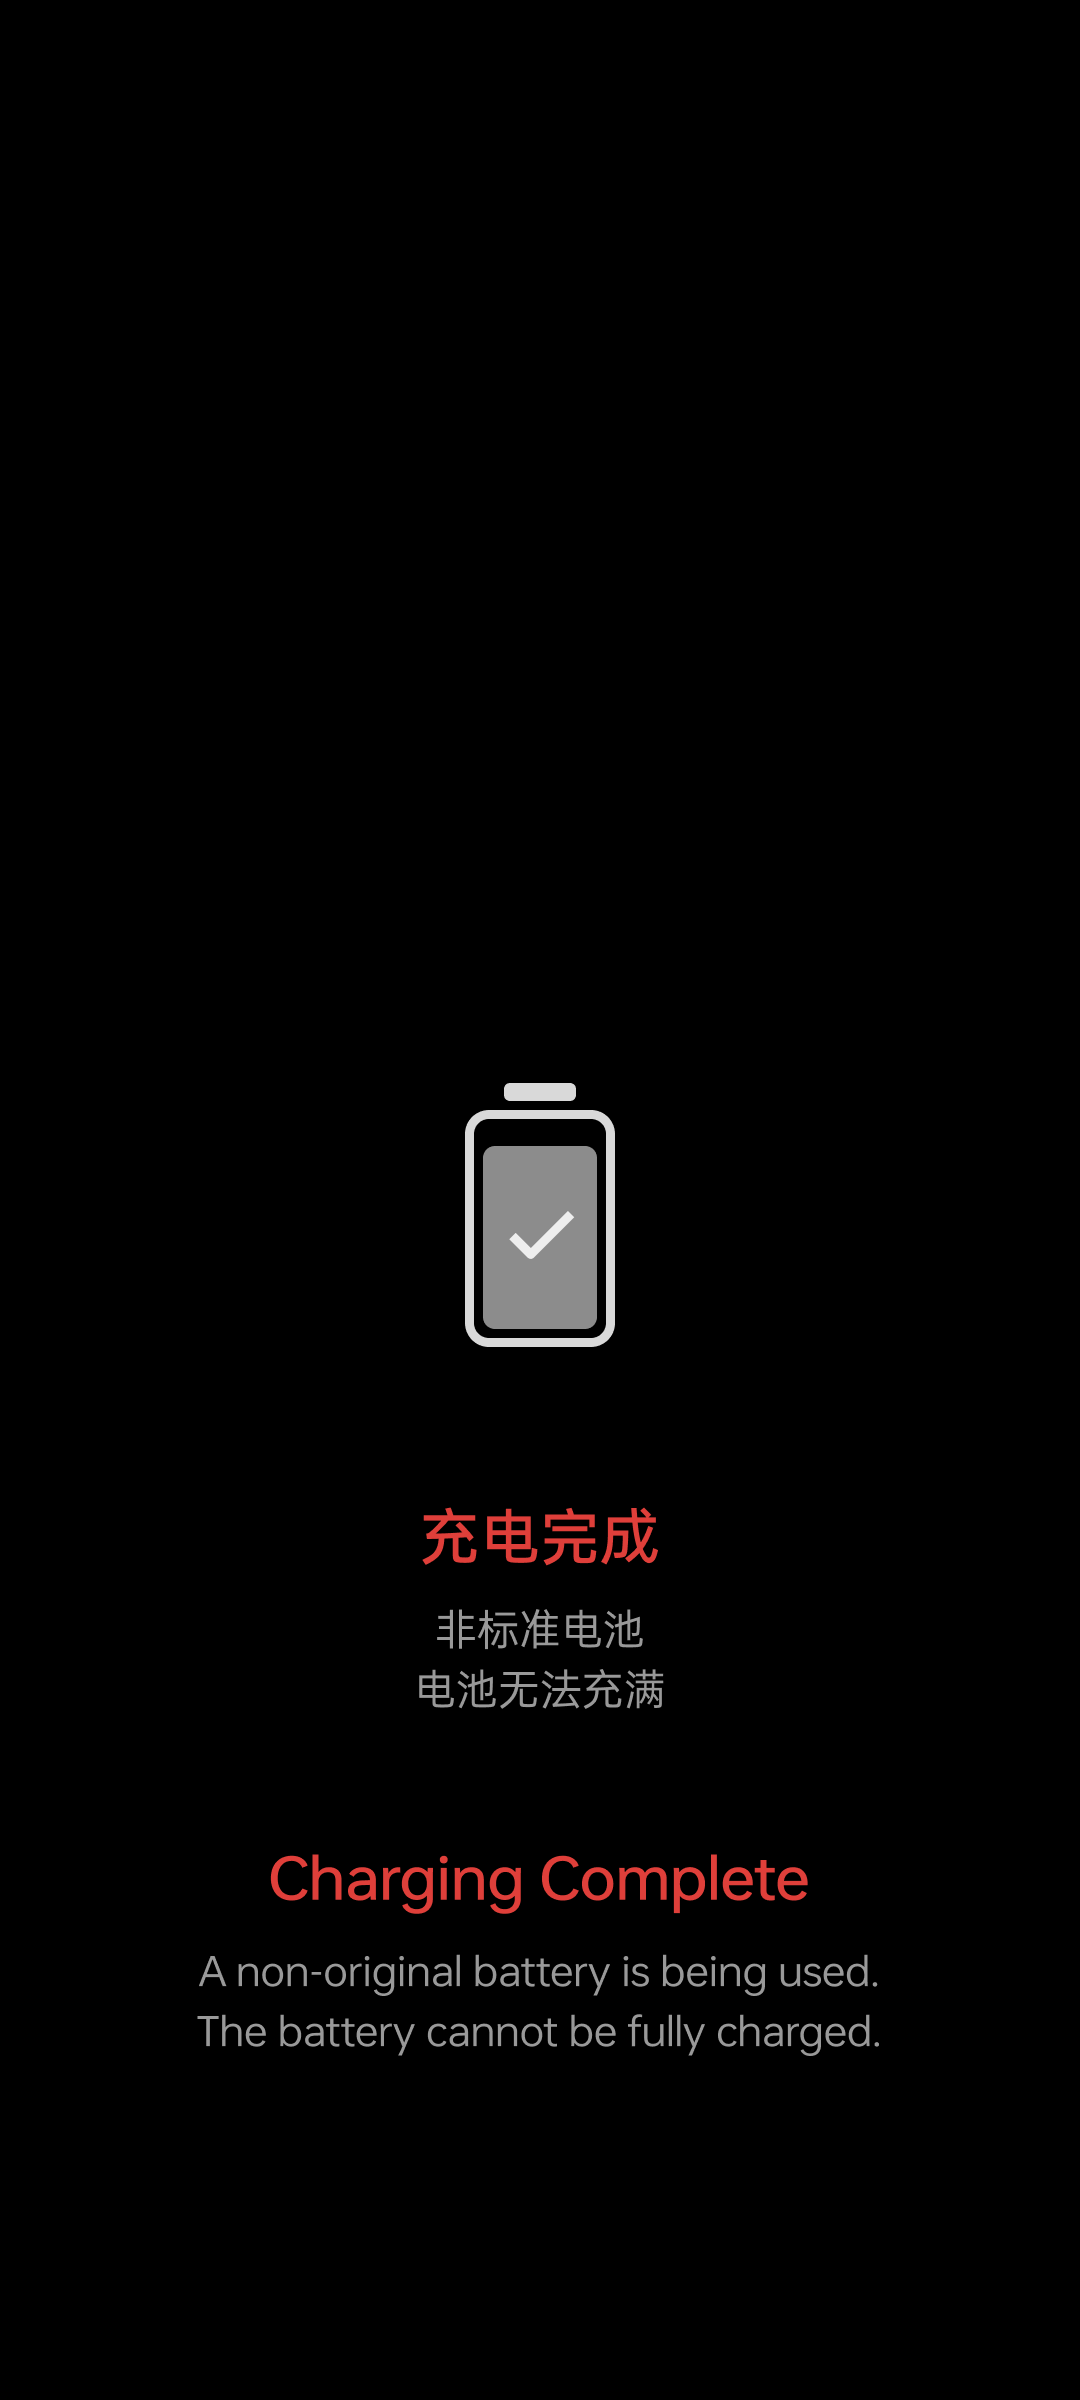 充电完成
非标准电池
电池无法充满
Charging Complete
A non-original battery is being used.
The battery cannot be fully charged.